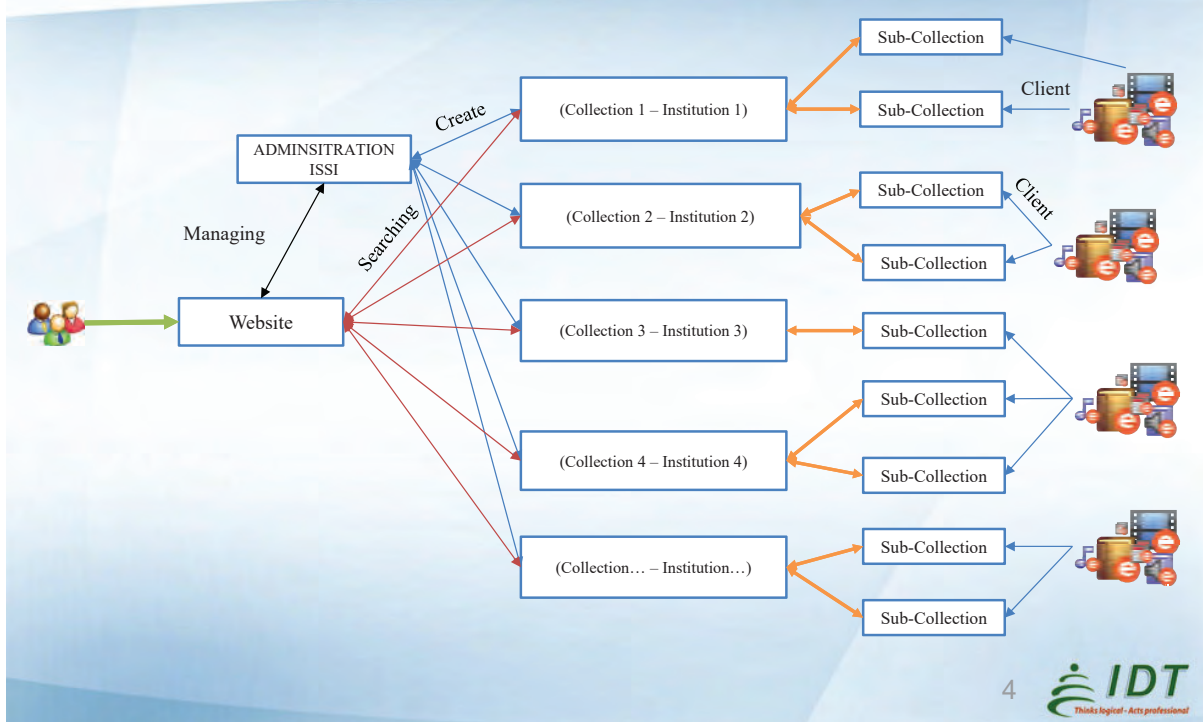 Sub-Collection
Client
Sub-Collection
(Collection 1 – Institution 1)
Create
ADMINSITRATION
ISSI
Sub-Collection
Client
(Collection 2 – Institution 2)
Sub-Collection
Searching
Managing
Website
(Collection 3 – Institution 3)
Sub-Collection
Sub-Collection
(Collection 4 – Institution 4)
Sub-Collection
Sub-Collection
(Collection… – Institution…)
Sub-Collection
4
IDT
Thinks logical - Acts professional